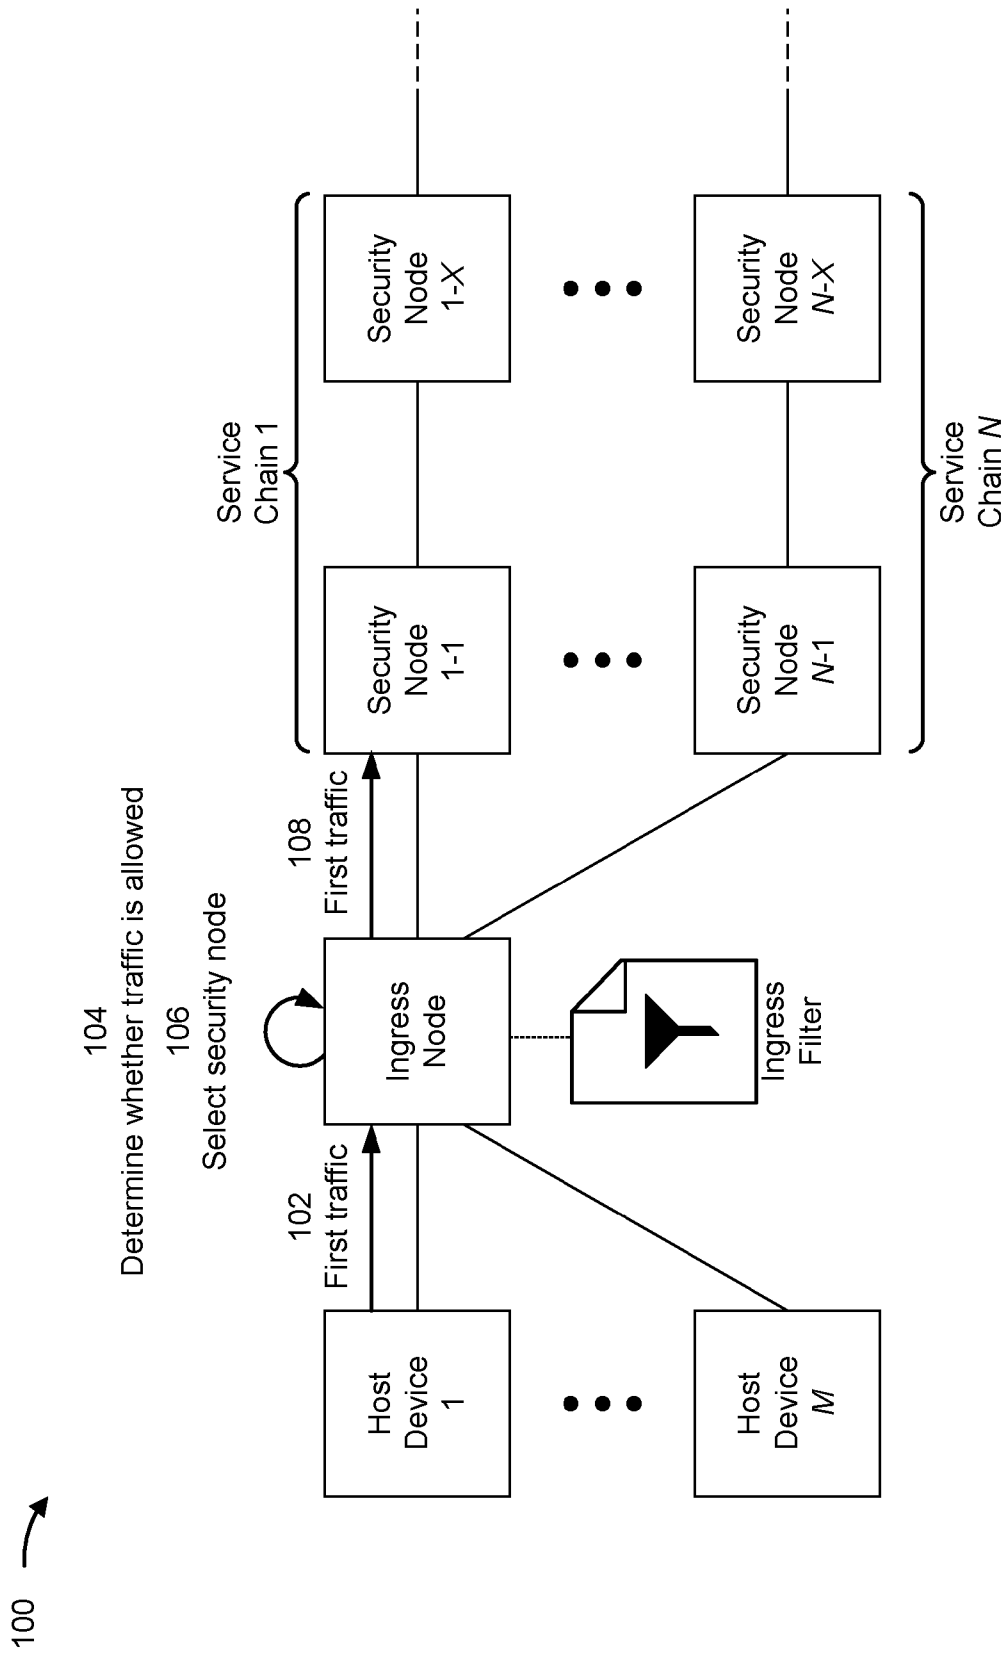 100
104
Determine whether traffic is allowed
106
Select security node
Service
Chain 1
102
First traffic
108
First traffic
Host
Device
1
Ingress
Node
Security
Node
1-1
Security
Node
1-X
Host
Device
M
Ingress
Filter
Security
Node
N-1
Security
Node
N-X
Service
Chain N